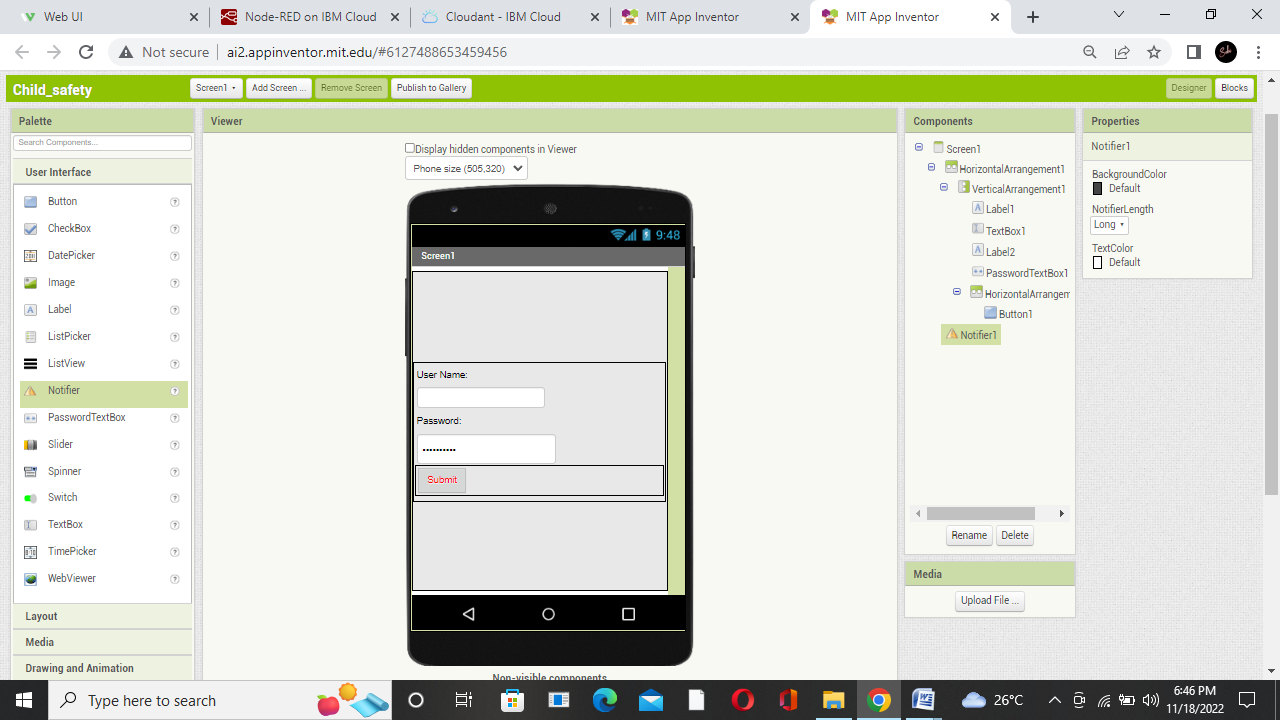 Web UI
Node-RED on IBM Cloud
Cloudant - IBM Cloud
MIT App Inventor
MIT App Inventor
Not secure
ai2.appinventor.mit.edu/#6127488653459456
Child_safety
Screen1
Add Screen ...
Remove Screen
Publish to Gallery
Designer
Blocks
Palette
Search Components...
User Interface
Button
CheckBox
DatePicker
Image
Label
ListPicker
ListView
Notifier
PasswordTextBox
Slider
Spinner
Switch
TextBox
TimePicker
WebViewer
Layout
Media
Drawing and Animation
Viewer
Display hidden components in Viewer
Phone size (505,320)
9:48
Screen1
User Name:
Password:
Submit
Non-visible components
Components
Screen1
HorizontalArrangement1
VerticalArrangement1
Label1
TextBox1
Label2
PasswordTextBox1
HorizontalArrangem
Button1
Notifier1
Rename
Delete
Media
Upload File ...
Properties
Notifier1
BackgroundColor
Default
NotifierLength
Long
TextColor
Default
Type here to search
26°C
6:46 PM
11/18/2022